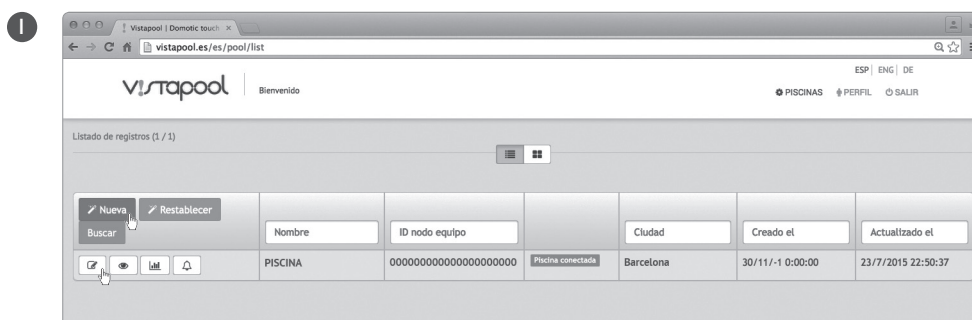 I
Vistapool | Domotic touch ×
vistapool.es/es/pool/list
ESP | ENG | DE
vistapool
Bienvenido
PISCINAS PERFIL SALIR
Listado de registros (1 / 1)
Nueva Restablecer
Buscar Nombre ID nodo equipo Ciudad Creado el Actualizado el
PISCINA 00000000000000000000 Piscina conectada Barcelona 30/11/-1 0:00:00 23/7/2015 22:50:37